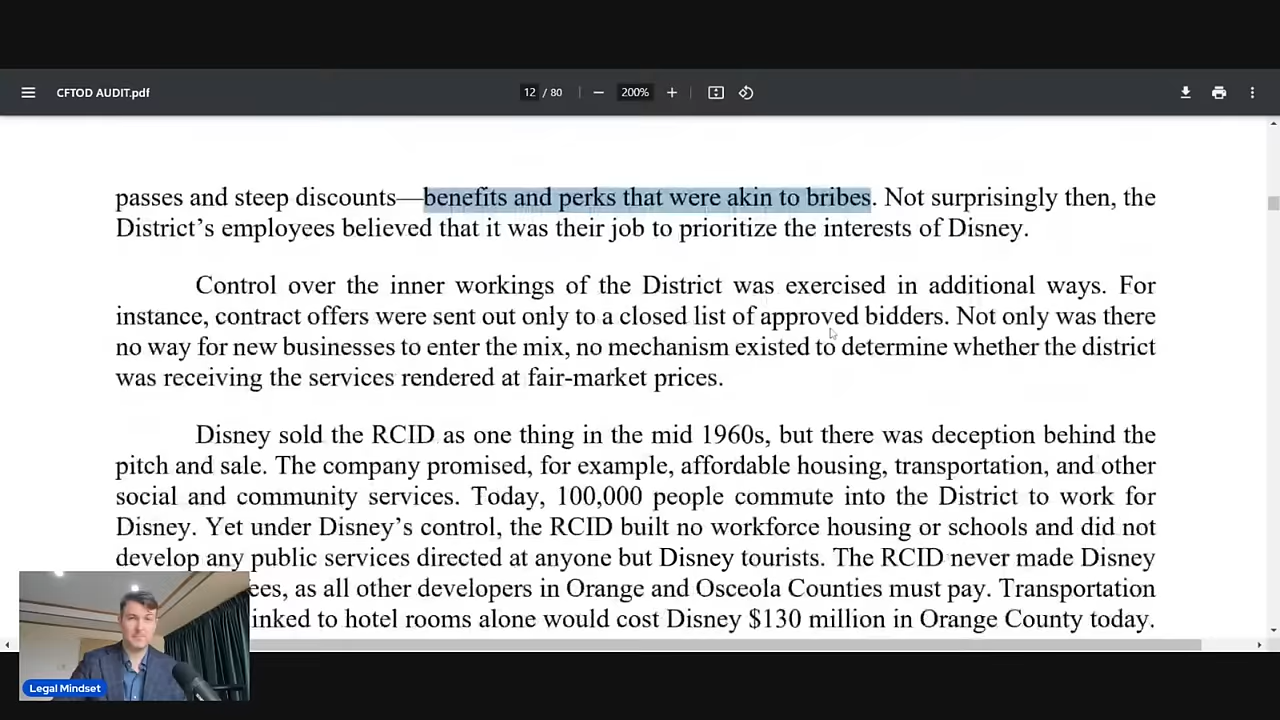 CFTOD AUDIT.pdf
12 / 80
200%
passes and steep discounts—benefits and perks that were akin to bribes. Not surprisingly then, the
District’s employees believed that it was their job to prioritize the interests of Disney.
Control over the inner workings of the District was exercised in additional ways. For
instance, contract offers were sent out only to a closed list of approved bidders. Not only was there
no way for new businesses to enter the mix, no mechanism existed to determine whether the district
was receiving the services rendered at fair-market prices.
Disney sold the RCID as one thing in the mid 1960s, but there was deception behind the
pitch and sale. The company promised, for example, affordable housing, transportation, and other
social and community services. Today, 100,000 people commute into the District to work for
Disney. Yet under Disney’s control, the RCID built no workforce housing or schools and did not
develop any public services directed at anyone but Disney tourists. The RCID never made Disney
ees, as all other developers in Orange and Osceola Counties must pay. Transportation
inked to hotel rooms alone would cost Disney $130 million in Orange County today.
Legal Mindset